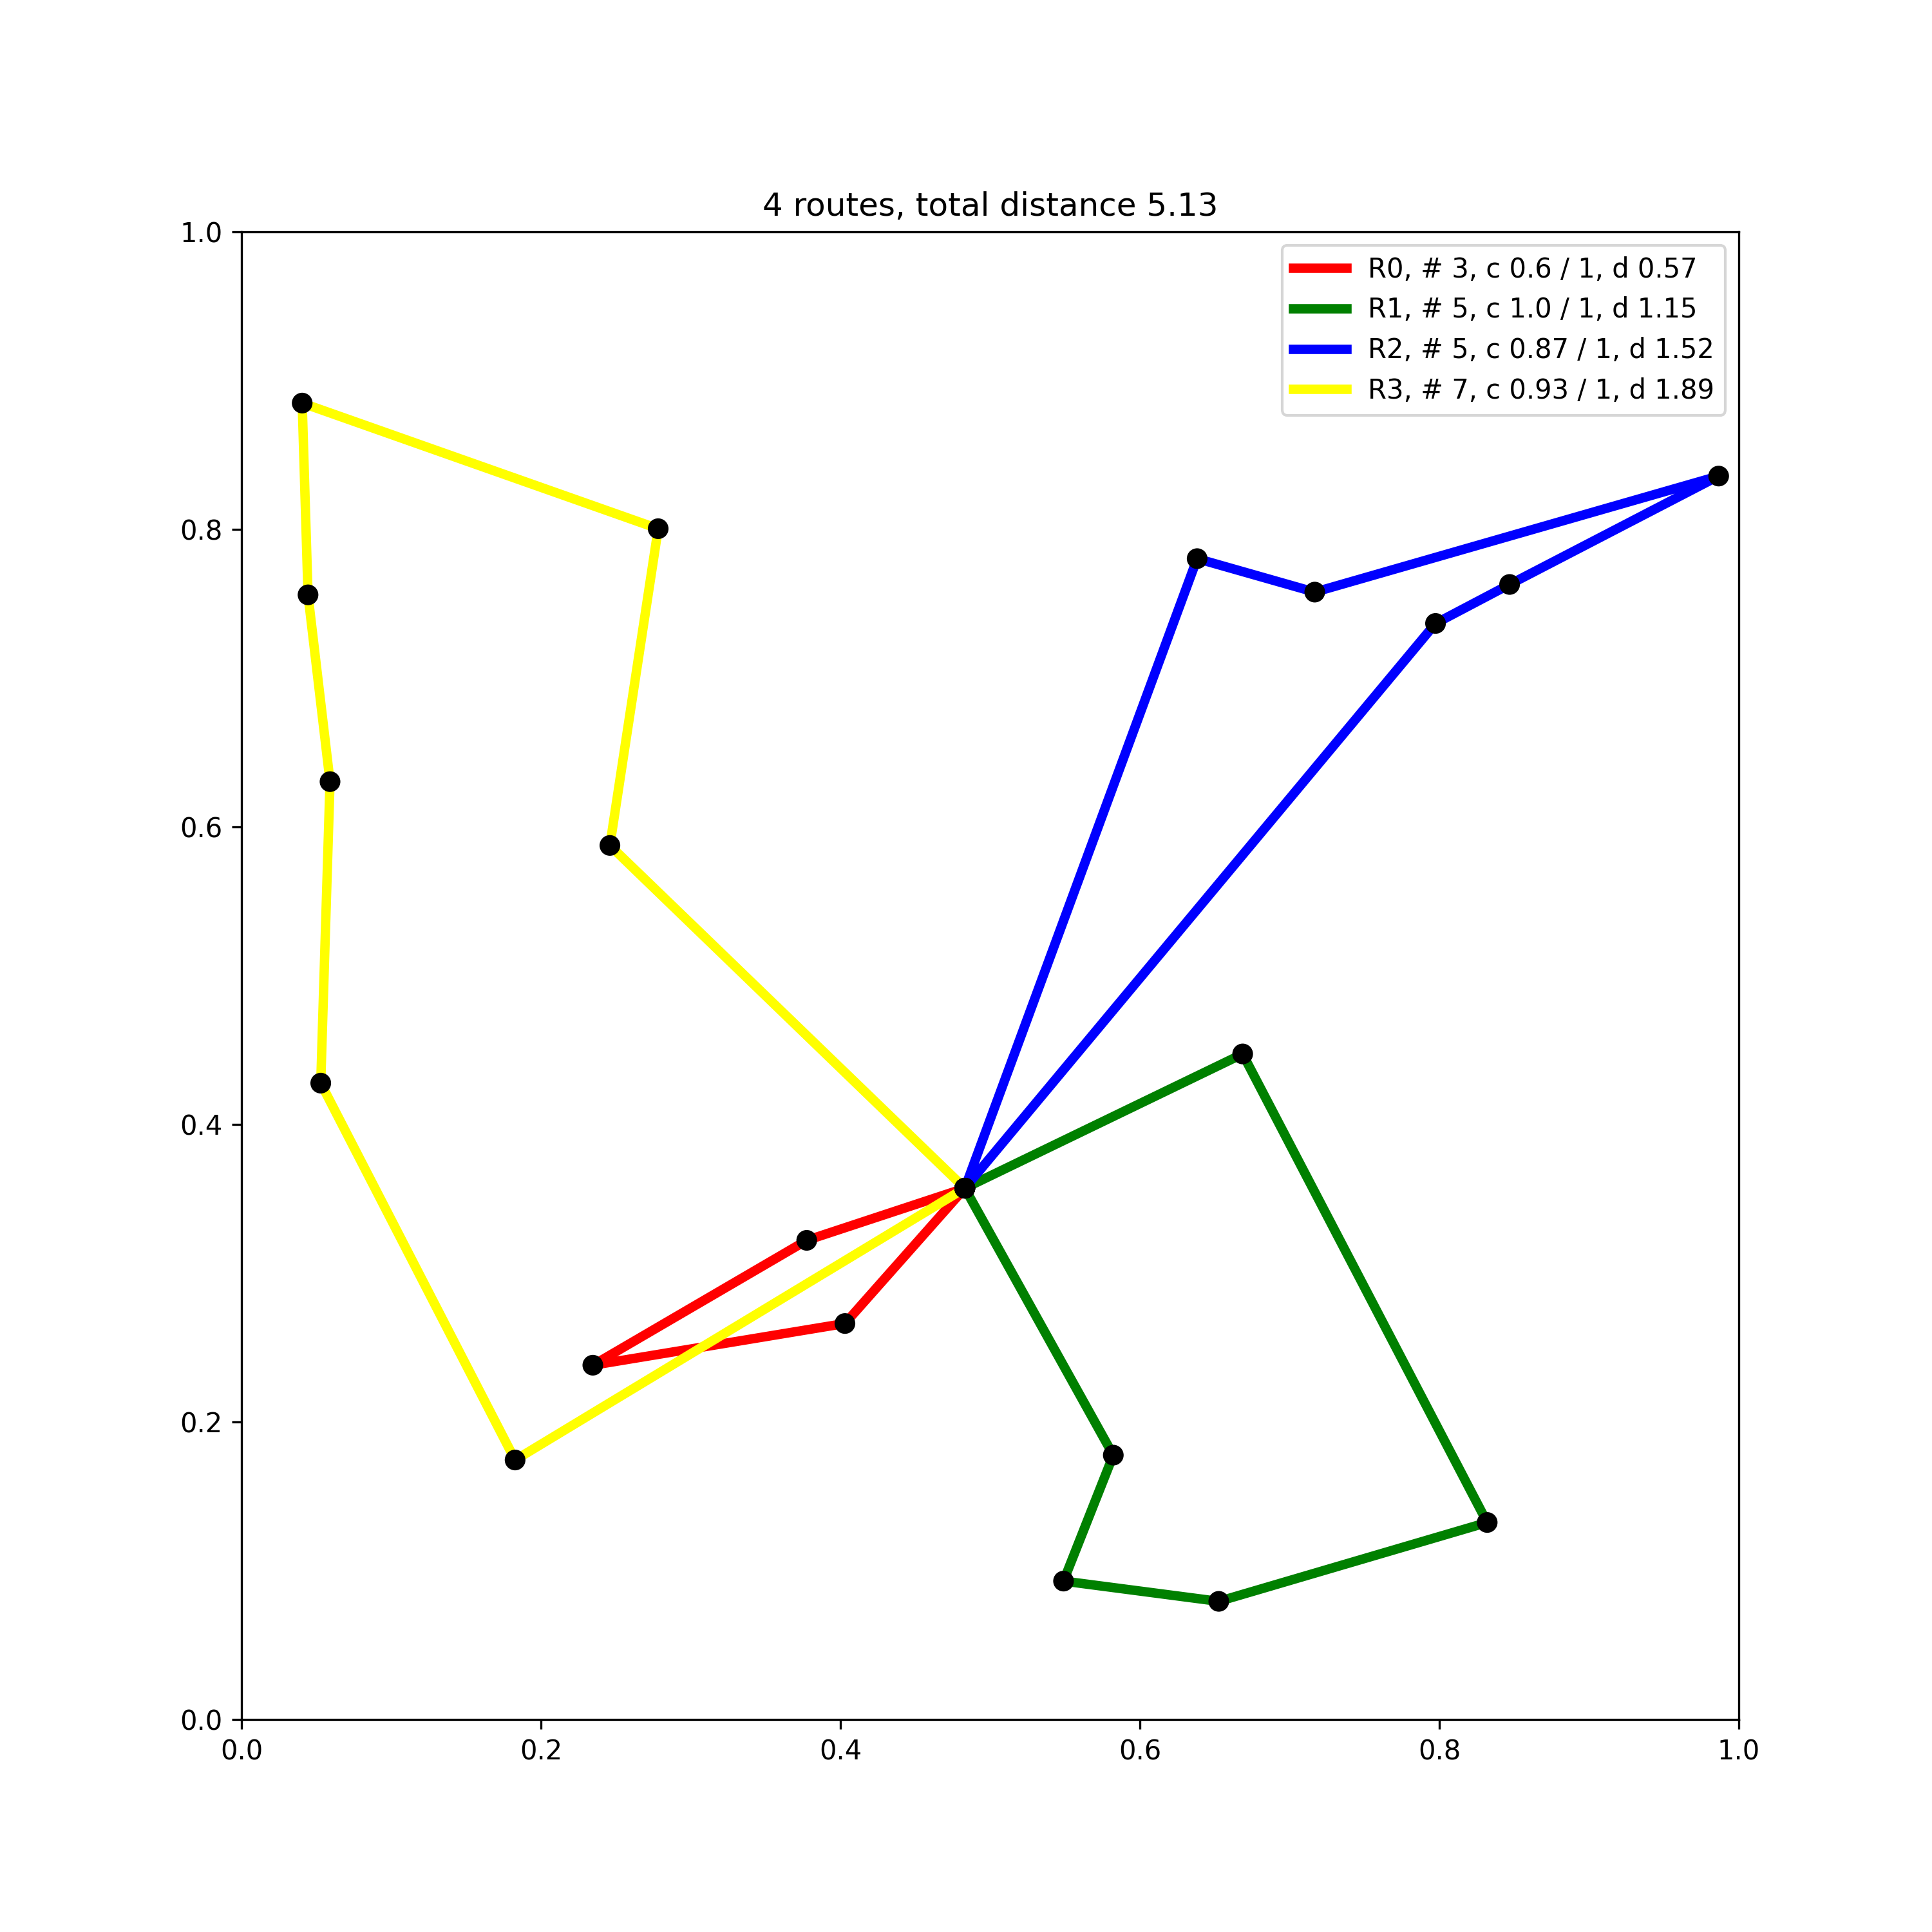 4 routes, total distance 5.13
R0, # 3, c 0.6 / 1, d 0.57
R1, # 5, c 1.0 / 1, d 1.15
R2, # 5, c 0.87 / 1, d 1.52
R3, # 7, c 0.93 / 1, d 1.89
1.0
0.8
0.6
0.4
0.2
0.0
0.0 0.2 0.4 0.6 0.8 1.0